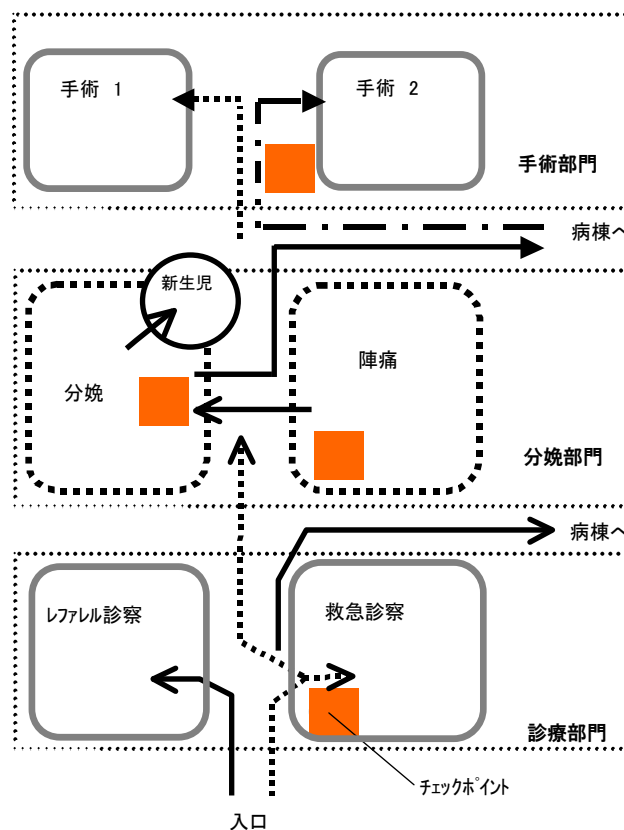 手術 1
手術 2
手術部門
病棟へ
新生児
陣痛
分娩
分娩部門
病棟へ
ﾚﾌｧﾚﾙ診察
救急診察
診療部門
ﾁｪｯｸﾎﾟｲﾝﾄ
入口